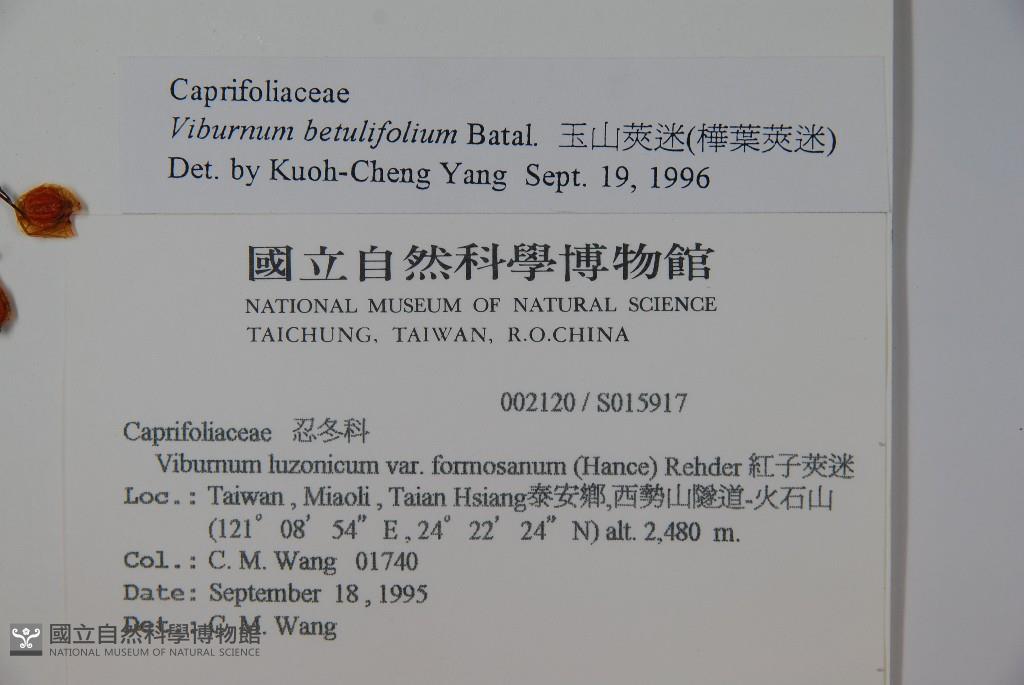 Caprifoliaceae
Viburnum betulifolium Batal. 玉山莢迷(樺葉莢迷)
Det. by Kuoh-Cheng Yang Sept. 19, 1996
國立自然科學博物館
NATIONAL MUSEUM OF NATURAL SCIENCE
TAICHUNG, TAIWAN, R.O.CHINA
002120 / S015917
Caprifoliaceae 忍冬科
Viburnum luzonicum var. formosanum (Hance) Rehder 紅子莢迷
Loc.: Taiwan , Miaoli , Taian Hsiang泰安鄉,西勢山隧道-火石山
(121° 08' 54" E , 24° 22' 24" N) alt. 2,480 m.
Col.: C. M. Wang 01740
Date: September 18 , 1995
Det.: C. M. Wang
國立自然科學博物館
NATIONAL MUSEUM OF NATURAL SCIENCE